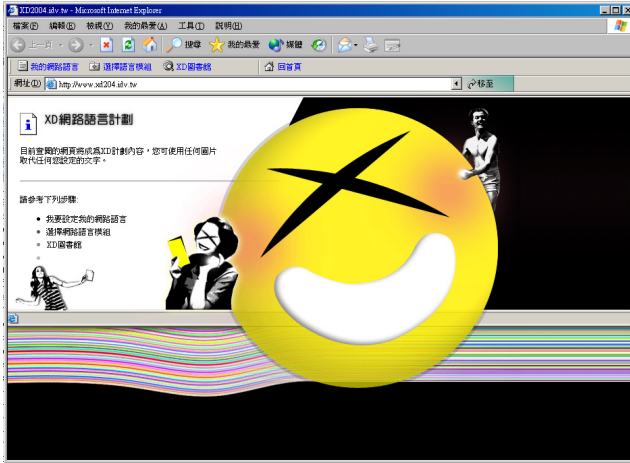 XD2004.idv.tw - Microsoft Internet Explorer
檔案(F) 編輯(E) 檢視(V) 我的最愛(A) 工具(T) 說明(H)
上一頁 搜尋 我的最愛 媒體
我的網路語言 選擇語言模組 XD圖書館 回首頁
網址(D) http://www.xd2004.idv.tw 移至
XD網路語言計劃
目前查閱的網頁將成為XD計劃內容，您可使用任何圖片
取代任何您設定的文字。
請參考下列步驟:
我要設定我的網路語言
選擇網路語言模組
XD圖書館